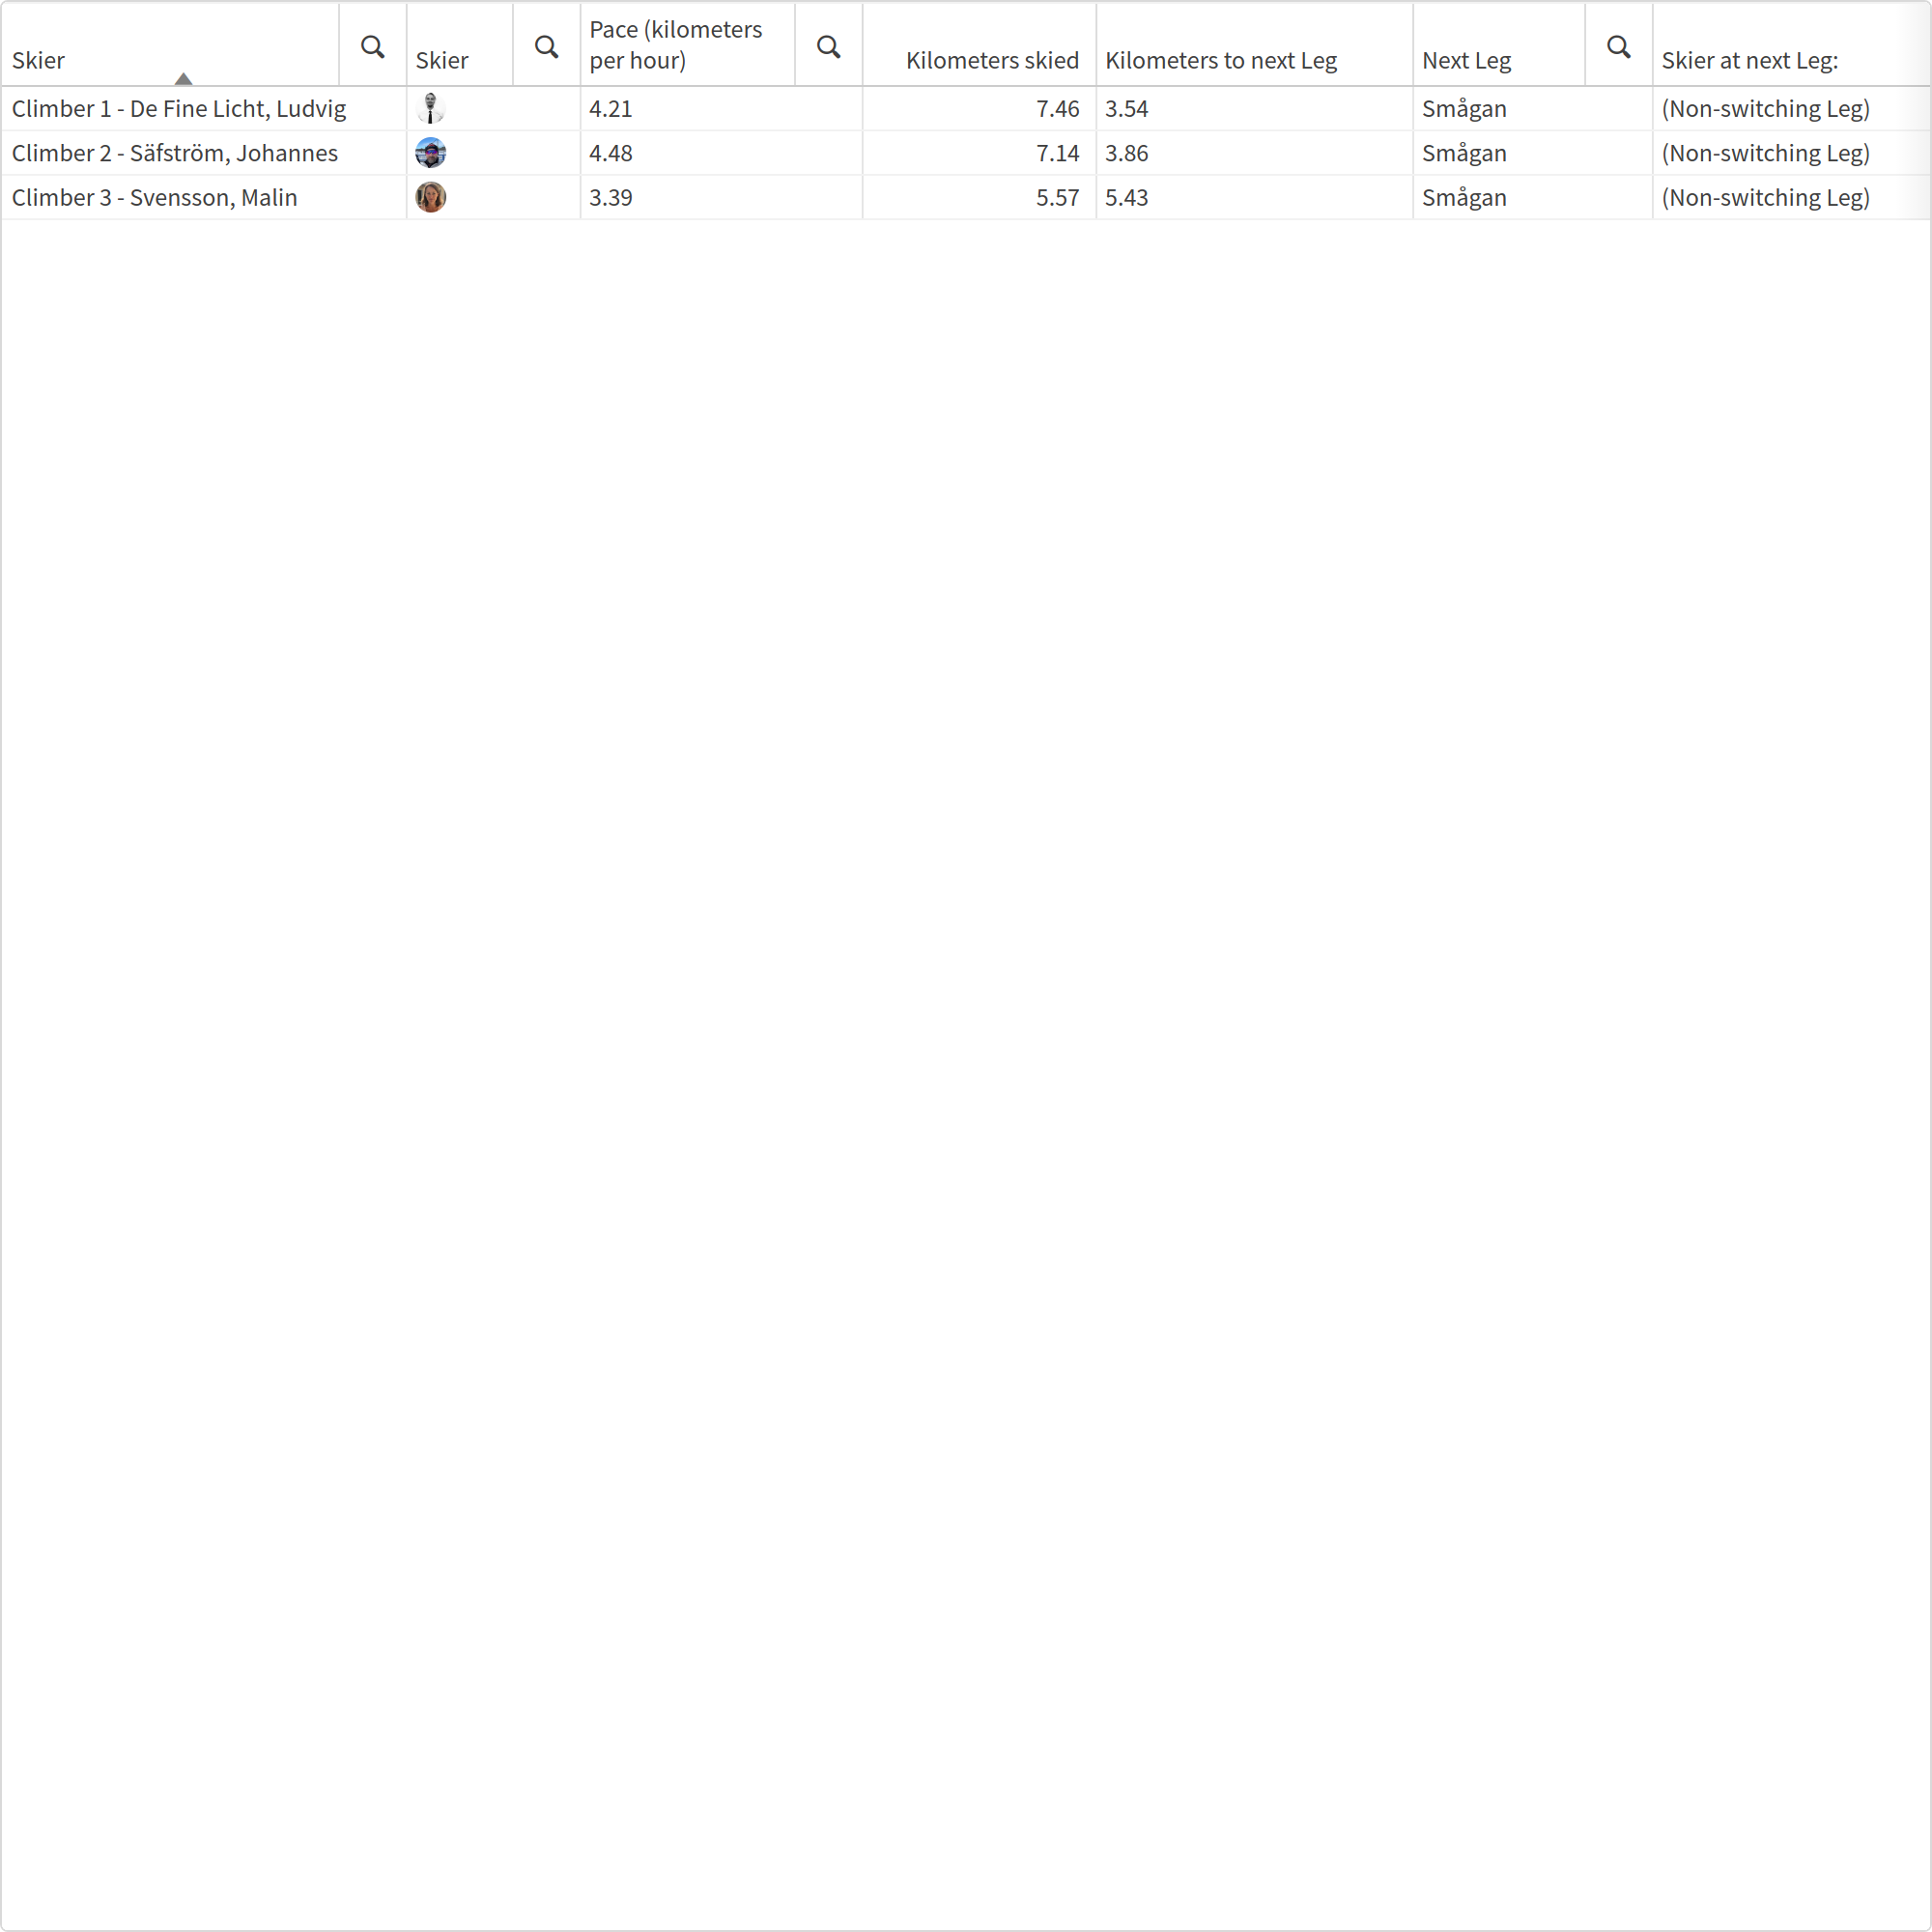 Skier Skier Pace (kilometers per hour) Kilometers skied Kilometers to next Leg Next Leg Skier at next Leg:
Climber 1 - De Fine Licht, Ludvig 4.21 7.46 3.54 Smågan (Non-switching Leg)
Climber 2 - Säfström, Johannes 4.48 7.14 3.86 Smågan (Non-switching Leg)
Climber 3 - Svensson, Malin 3.39 5.57 5.43 Smågan (Non-switching Leg)